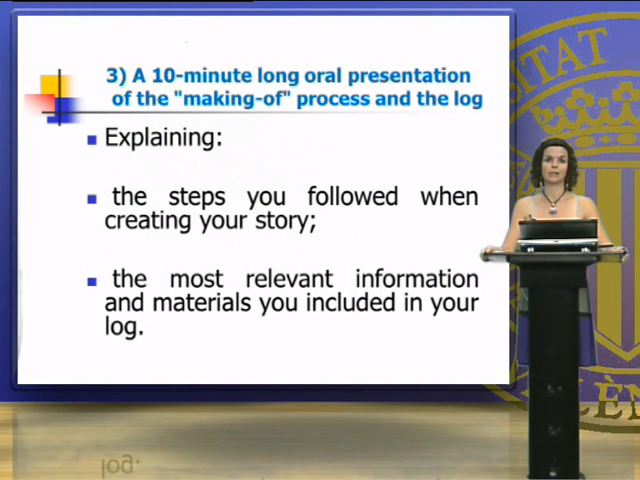 3) A 10-minute long oral presentation
of the "making-of" process and the log
Explaining:
the steps you followed when
creating your story;
the most relevant information
and materials you included in your
log.